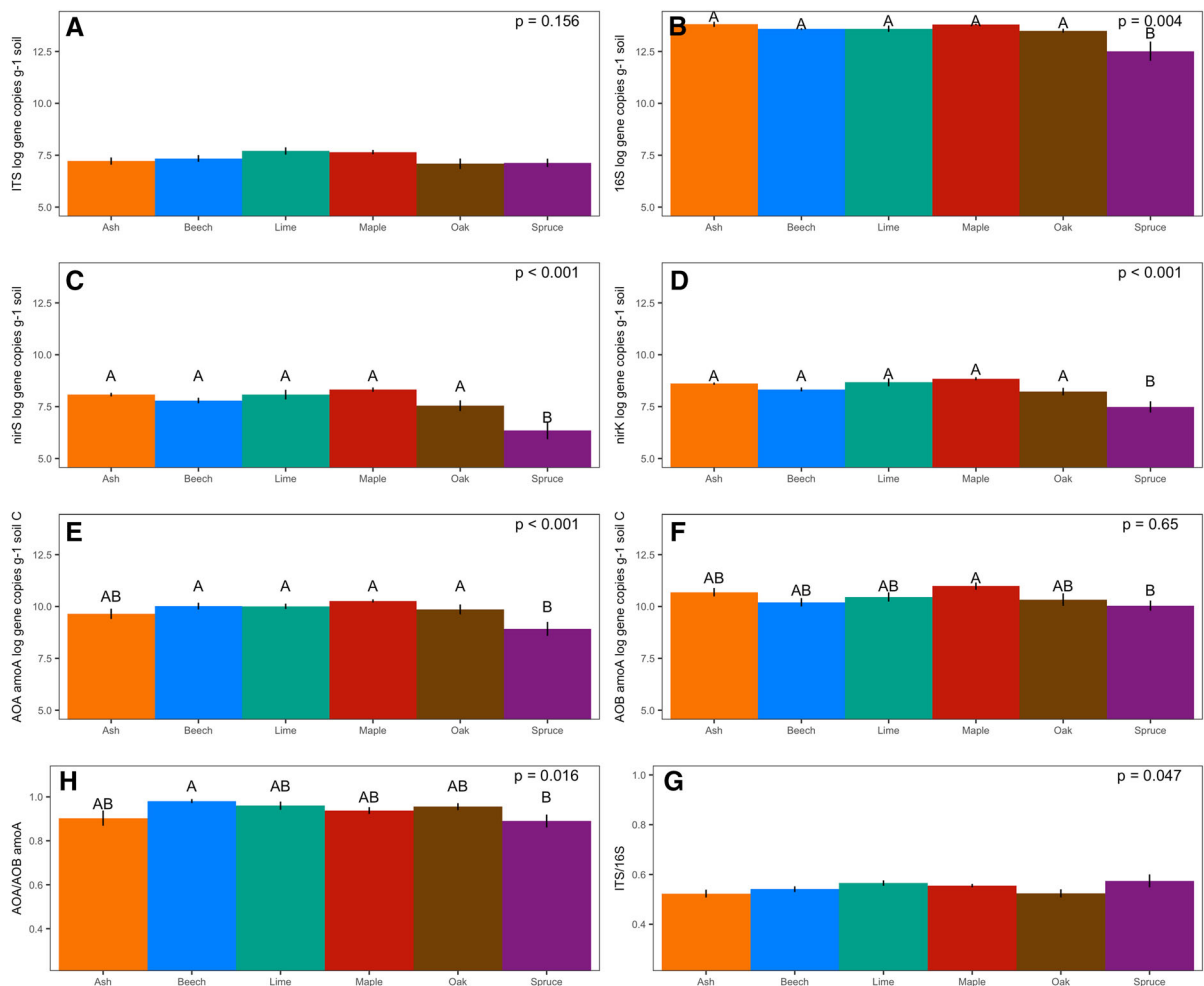 A
p = 0.156
ITS log gene copies g-1 soil
12.5
10.0
7.5
5.0
Ash Beech Lime Maple Oak Spruce
B
p = 0.004
16S log gene copies g-1 soil
12.5
10.0
7.5
5.0
A A A A A B
Ash Beech Lime Maple Oak Spruce
C
p < 0.001
nirS log gene copies g-1 soil
12.5
10.0
7.5
5.0
A A A A A B
Ash Beech Lime Maple Oak Spruce
D
p < 0.001
nirK log gene copies g-1 soil
12.5
10.0
7.5
5.0
A A A A A B
Ash Beech Lime Maple Oak Spruce
E
p < 0.001
AOA amoA log gene copies g-1 soil C
12.5
10.0
7.5
5.0
AB A A A A B
Ash Beech Lime Maple Oak Spruce
F
p = 0.65
AOB amoA log gene copies g-1 soil C
12.5
10.0
7.5
5.0
AB AB AB A AB B
Ash Beech Lime Maple Oak Spruce
H
p = 0.016
AOA/AOB amoA
1.0
0.8
0.6
0.4
AB A AB AB AB B
Ash Beech Lime Maple Oak Spruce
G
p = 0.047
ITS/16S
1.0
0.8
0.6
0.4
Ash Beech Lime Maple Oak Spruce